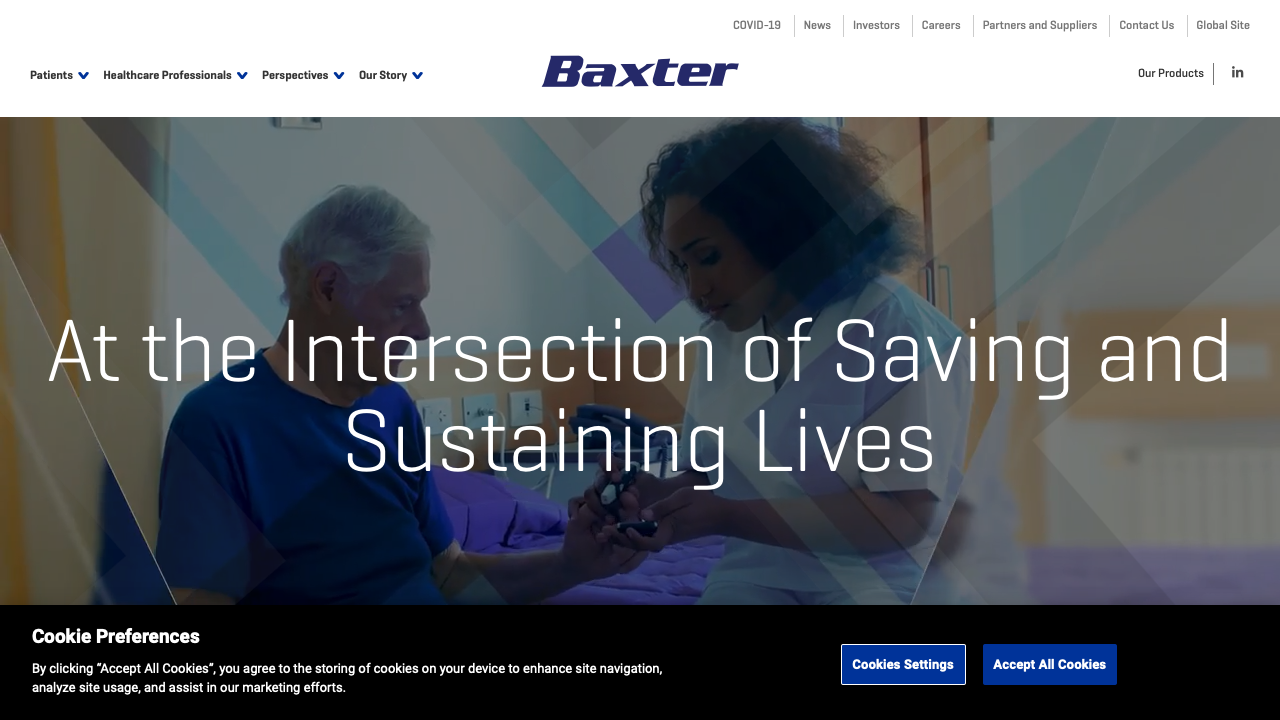 COVID-19
News
Investors
Careers
Partners and Suppliers
Contact Us
Global Site
Patients
Healthcare Professionals
Perspectives
Our Story
Baxter
Our Products
in
At the Intersection of Saving and
Sustaining Lives
Cookie Preferences
By clicking “Accept All Cookies”, you agree to the storing of cookies on your device to enhance site navigation,
analyze site usage, and assist in our marketing efforts.
Cookies Settings
Accept All Cookies